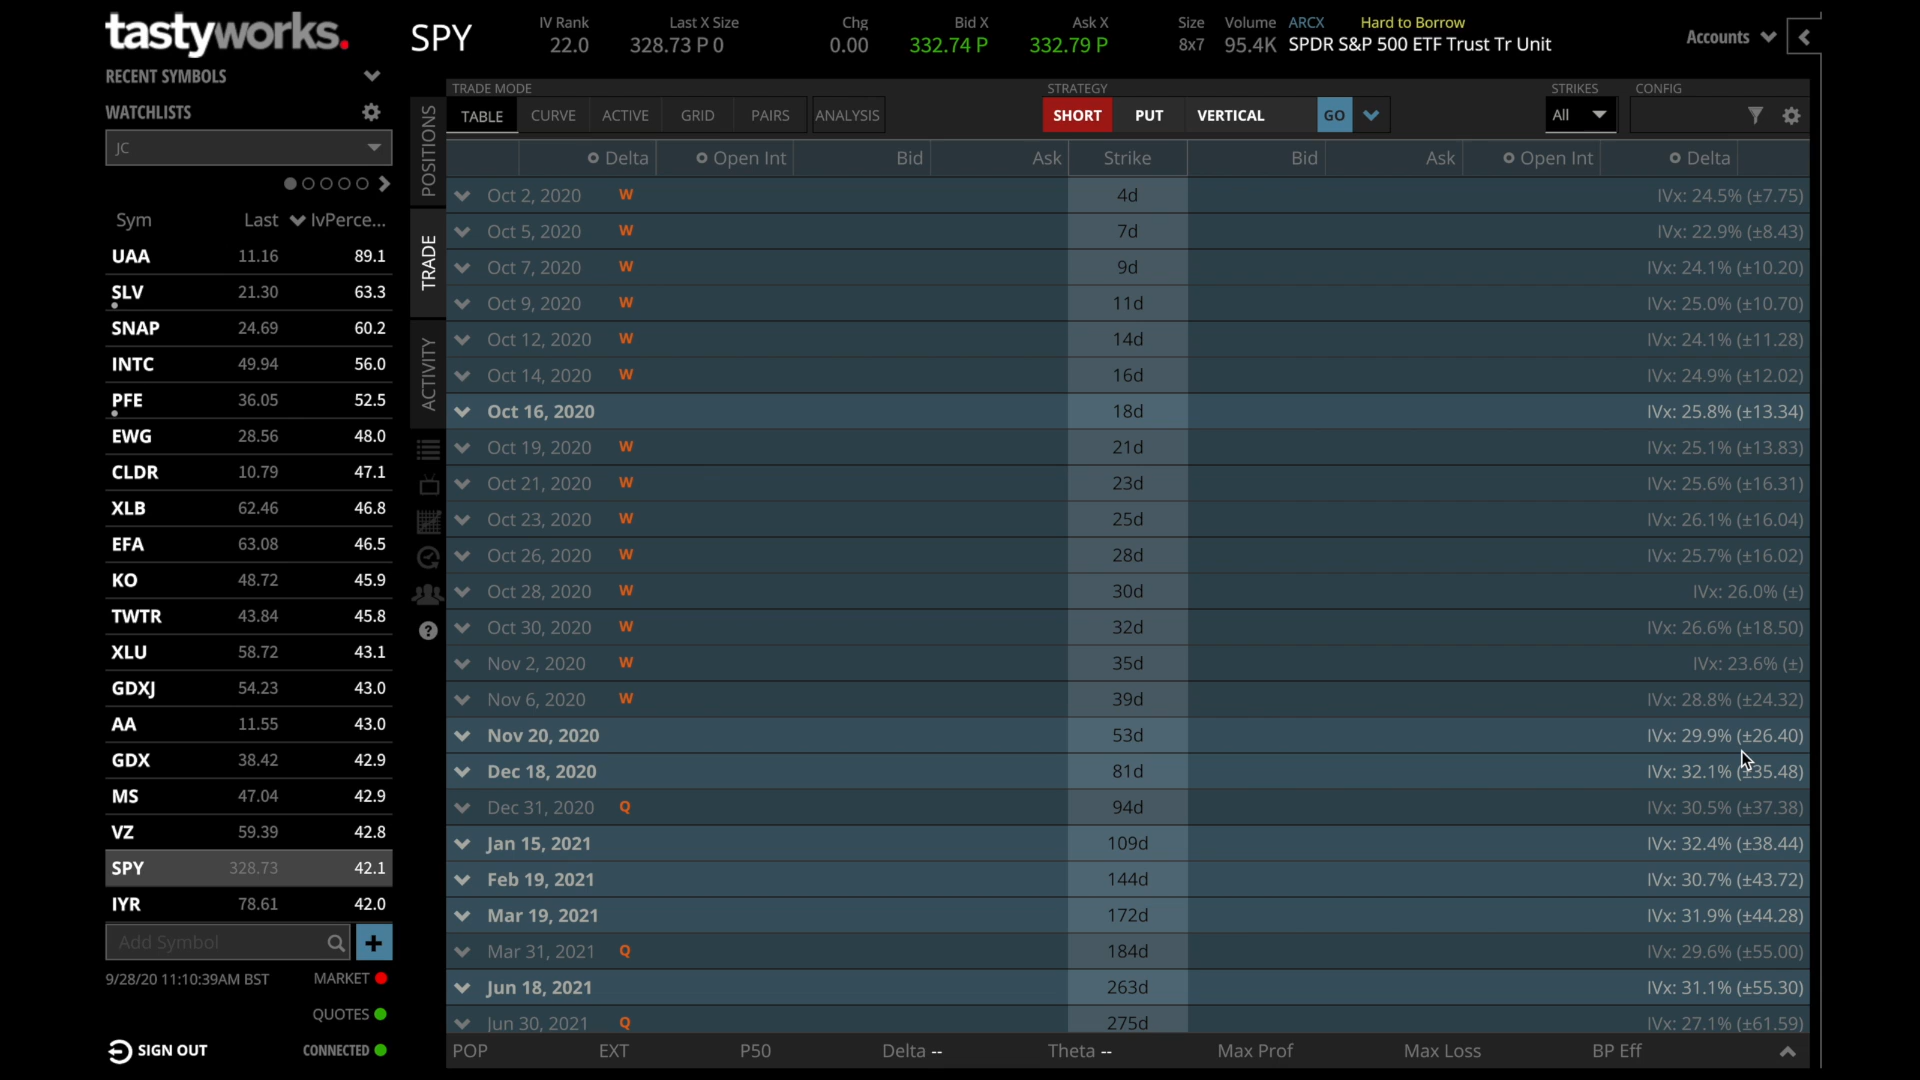 tastyworks.
SPY
IV Rank
22.0
Last X Size
328.73 P 0
Chg
0.00
Bid X
332.74 P
Ask X
332.79 P
Size
8x7
Volume
95.4K
ARCX
Hard to Borrow
SPDR S&P 500 ETF Trust Tr Unit
Accounts
RECENT SYMBOLS
WATCHLISTS
JC
Sym Last IvPerce...
UAA 11.16 89.1
SLV 21.30 63.3
SNAP 24.69 60.2
INTC 49.94 56.0
PFE 36.05 52.5
EWG 28.56 48.0
CLDR 10.79 47.1
XLB 62.46 46.8
EFA 63.08 46.5
KO 48.72 45.9
TWTR 43.84 45.8
XLU 58.72 43.1
GDXJ 54.23 43.0
AA 11.55 43.0
GDX 38.42 42.9
MS 47.04 42.9
VZ 59.39 42.8
SPY 328.73 42.1
IYR 78.61 42.0
Add Symbol
9/28/20 11:10:39AM BST MARKET
QUOTES
SIGN OUT CONNECTED
POSITIONS
TRADE
ACTIVITY
TRADE MODE STRATEGY STRIKES CONFIG
TABLE CURVE ACTIVE GRID PAIRS ANALYSIS SHORT PUT VERTICAL GO All
Delta Open Int Bid Ask Strike Bid Ask Open Int Delta
Oct 2, 2020 W 4d IVx: 24.5% (±7.75)
Oct 5, 2020 W 7d IVx: 22.9% (±8.43)
Oct 7, 2020 W 9d IVx: 24.1% (±10.20)
Oct 9, 2020 W 11d IVx: 25.0% (±10.70)
Oct 12, 2020 W 14d IVx: 24.1% (±11.28)
Oct 14, 2020 W 16d IVx: 24.9% (±12.02)
Oct 16, 2020 18d IVx: 25.8% (±13.34)
Oct 19, 2020 W 21d IVx: 25.1% (±13.83)
Oct 21, 2020 W 23d IVx: 25.6% (±16.31)
Oct 23, 2020 W 25d IVx: 26.1% (±16.04)
Oct 26, 2020 W 28d IVx: 25.7% (±16.02)
Oct 28, 2020 W 30d IVx: 26.0% (±)
Oct 30, 2020 W 32d IVx: 26.6% (±18.50)
Nov 2, 2020 W 35d IVx: 23.6% (±)
Nov 6, 2020 W 39d IVx: 28.8% (±24.32)
Nov 20, 2020 53d IVx: 29.9% (±26.40)
Dec 18, 2020 81d IVx: 32.1% (±35.48)
Dec 31, 2020 Q 94d IVx: 30.5% (±37.38)
Jan 15, 2021 109d IVx: 32.4% (±38.44)
Feb 19, 2021 144d IVx: 30.7% (±43.72)
Mar 19, 2021 172d IVx: 31.9% (±44.28)
Mar 31, 2021 Q 184d IVx: 29.6% (±55.00)
Jun 18, 2021 263d IVx: 31.1% (±55.30)
Jun 30, 2021 Q 275d IVx: 27.1% (±61.59)
POP EXT P50 Delta -- Theta -- Max Prof Max Loss BP Eff